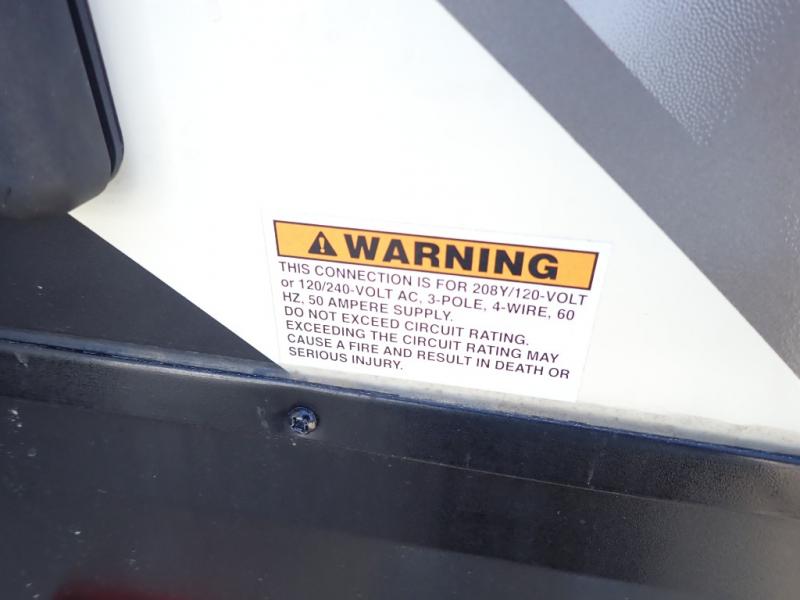 WARNING
THIS CONNECTION IS FOR 208Y/120-VOLT
or 120/240-VOLT AC, 3-POLE, 4-WIRE, 60
HZ, 50 AMPERE SUPPLY.
DO NOT EXCEED CIRCUIT RATING.
EXCEEDING THE CIRCUIT RATING MAY
CAUSE A FIRE AND RESULT IN DEATH OR
SERIOUS INJURY.